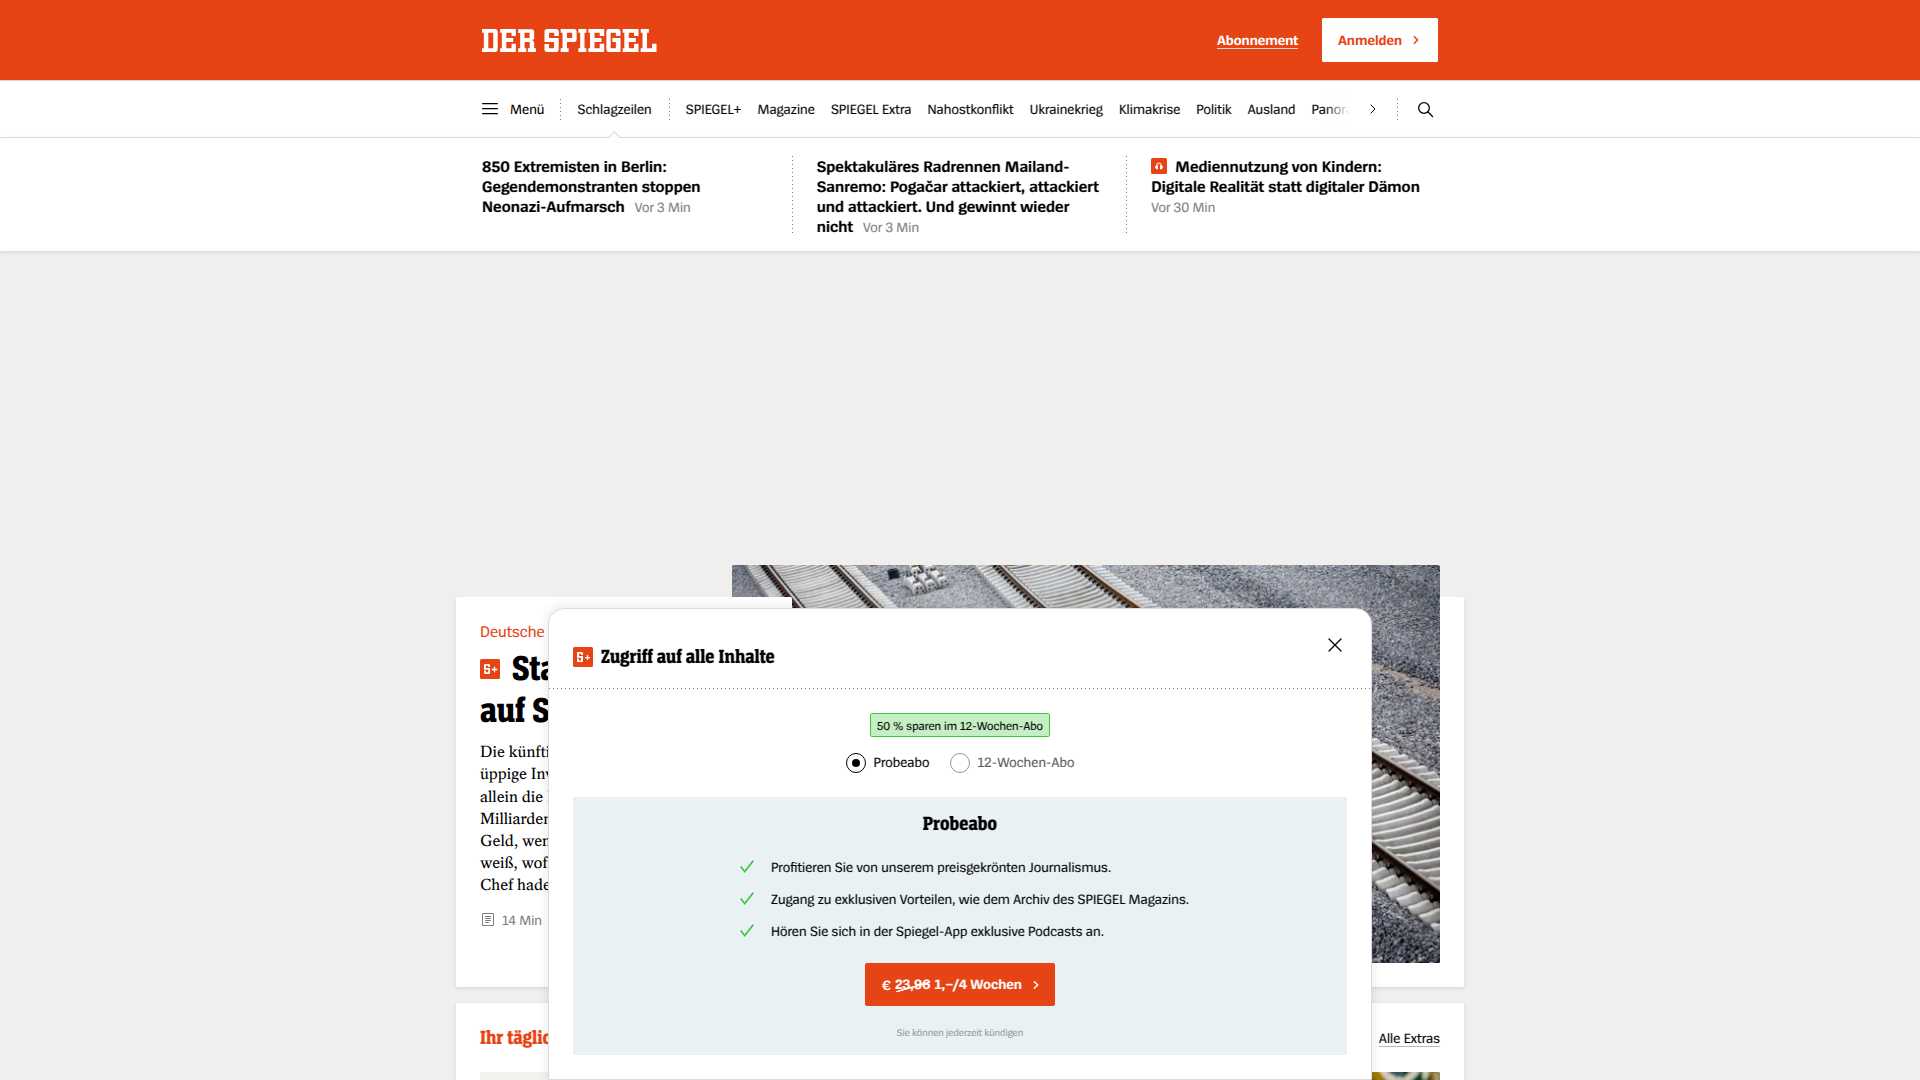 DER SPIEGEL
Abonnement
Anmelden
Menü
Schlagzeilen
SPIEGEL+
Magazine
SPIEGEL Extra
Nahostkonflikt
Ukrainekrieg
Klimakrise
Politik
Ausland
Panor
850 Extremisten in Berlin:
Gegendemonstranten stoppen
Neonazi-Aufmarsch Vor 3 Min
Spektakuläres Radrennen Mailand-
Sanremo: Pogačar attackiert, attackiert
und attackiert. Und gewinnt wieder
nicht Vor 3 Min
Mediennutzung von Kindern:
Digitale Realität statt digitaler Dämon
Vor 30 Min
Deutsche
Sta
auf S
Die künfti
üppige Inv
allein die
Milliarden
Geld, wen
weiß, wof
Chef hade
14 Min
Zugriff auf alle Inhalte
50 % sparen im 12-Wochen-Abo
Probeabo
12-Wochen-Abo
Probeabo
Profitieren Sie von unserem preisgekrönten Journalismus.
Zugang zu exklusiven Vorteilen, wie dem Archiv des SPIEGEL Magazins.
Hören Sie sich in der Spiegel-App exklusive Podcasts an.
€ 23,96 1,–/4 Wochen
Sie können jederzeit kündigen
Ihr täglic
Alle Extras